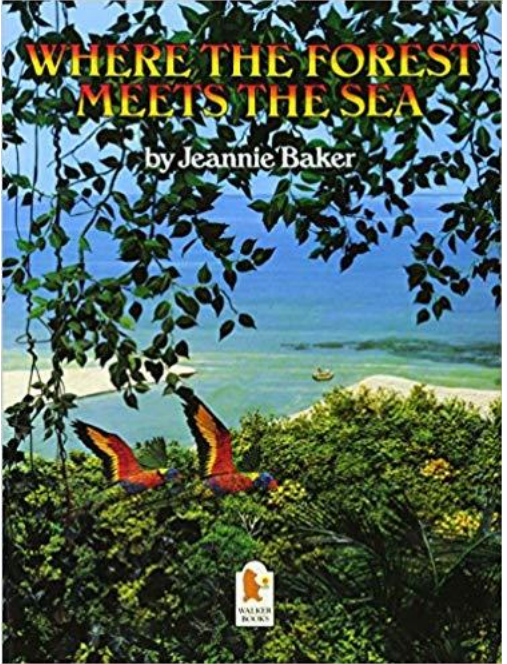 WHERE THE FOREST
MEETS THE SEA
by Jeannie Baker
WALKER
BOOKS